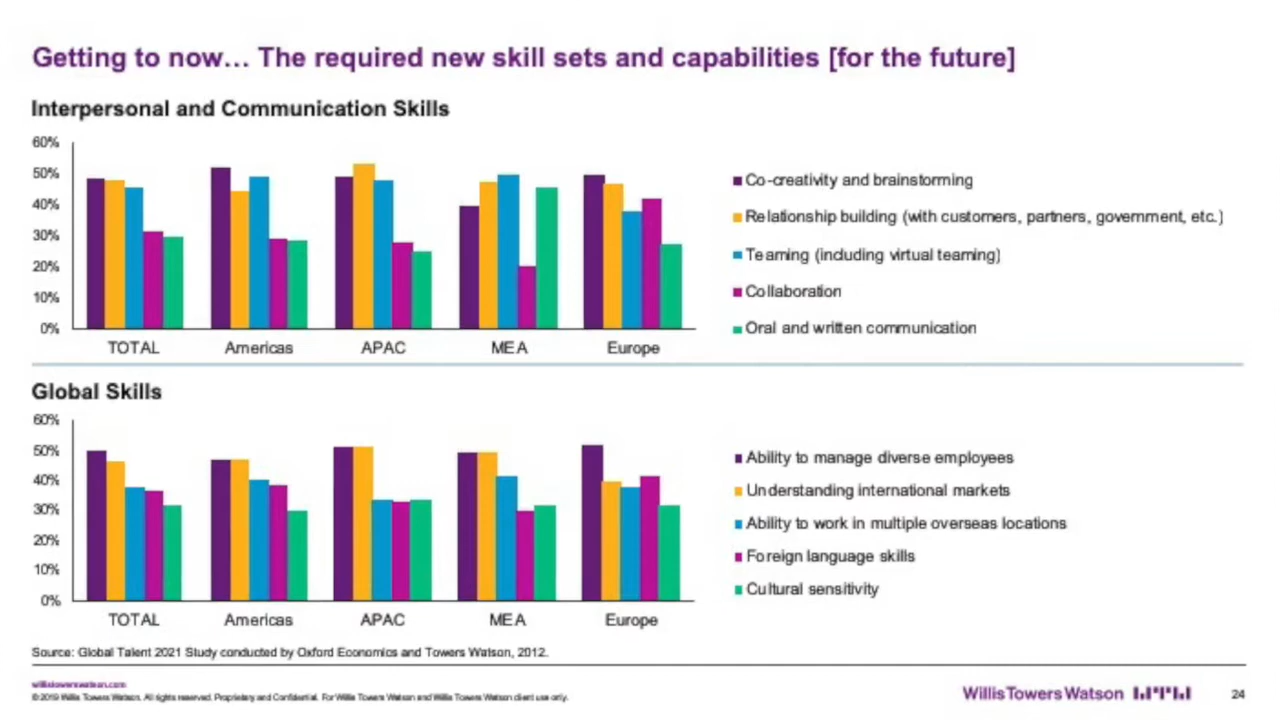 Getting to now... The required new skill sets and capabilities [for the future]
Interpersonal and Communication Skills
60%
50%
40%
30%
20%
10%
0%
TOTAL
Americas
APAC
MEA
Europe
Co-creativity and brainstorming
Relationship building (with customers, partners, government, etc.)
Teaming (including virtual teaming)
Collaboration
Oral and written communication
Global Skills
60%
50%
40%
30%
20%
10%
0%
TOTAL
Americas
APAC
MEA
Europe
Ability to manage diverse employees
Understanding international markets
Ability to work in multiple overseas locations
Foreign language skills
Cultural sensitivity
Source: Global Talent 2021 Study conducted by Oxford Economics and Towers Watson, 2012.
willistowerswatson.com
© 2019 Willis Towers Watson. All rights reserved. Proprietary and Confidential. For Willis Towers Watson and Willis Towers Watson client use only.
Willis Towers Watson
24